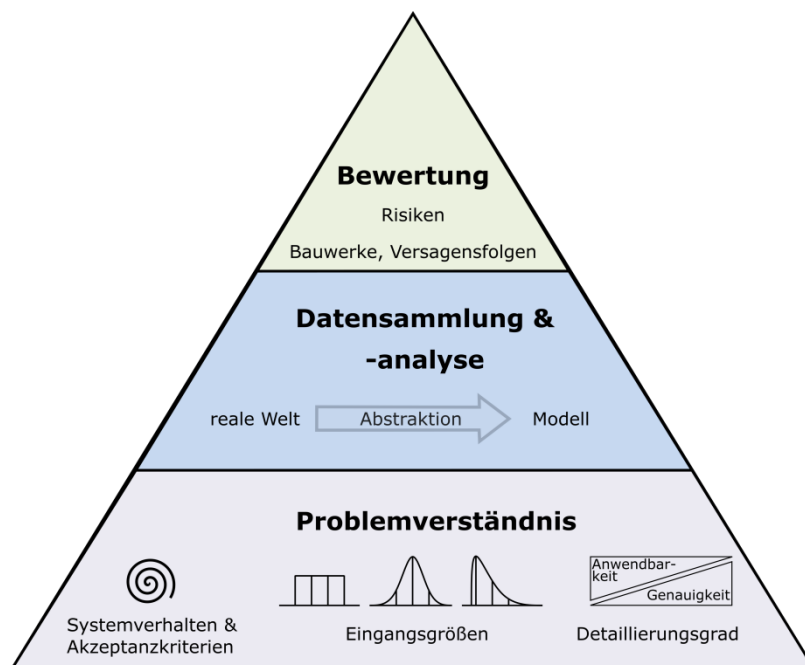 Bewertung
Risiken
Bauwerke, Versagensfolgen
Datensammlung &
-analyse
reale Welt
Abstraktion
Modell
Problemverständnis
Anwendbar-
keit
Genauigkeit
Systemverhalten &
Akzeptanzkriterien
Eingangsgrößen
Detaillierungsgrad